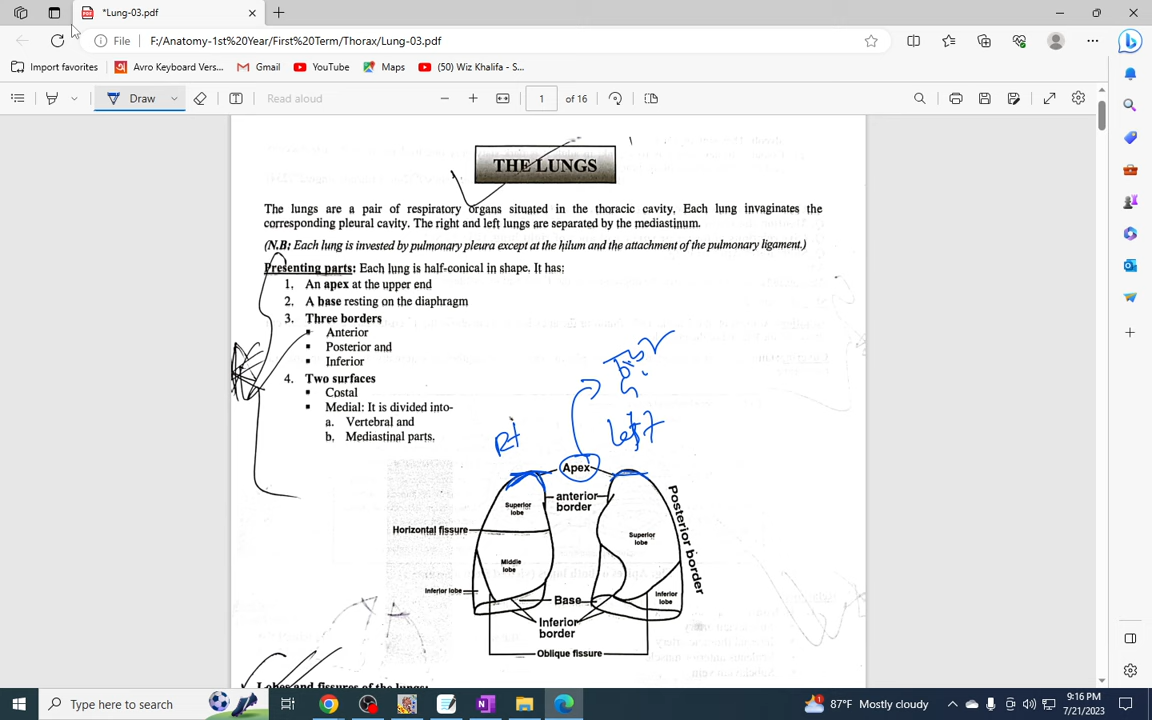 *Lung-03.pdf
File F:/Anatomy-1st%20Year/First%20Term/Thorax/Lung-03.pdf
Import favorites Avro Keyboard Vers... Gmail YouTube Maps (50) Wiz Khalifa - S...
Draw Read aloud 1 of 16
THE LUNGS
The lungs are a pair of respiratory organs situated in the thoracic cavity. Each lung invaginates the
corresponding pleural cavity. The right and left lungs are separated by the mediastinum.
(N.B; Each lung is invested by pulmonary pleura except at the hilum and the attachment of the pulmonary ligament.)
Presenting parts: Each lung is half-conical in shape. It has;
1. An apex at the upper end
2. A base resting on the diaphragm
3. Three borders
▪ Anterior
▪ Posterior and
▪ Inferior
4. Two surfaces
▪ Costal
▪ Medial: It is divided into-
a. Vertebral and
b. Mediastinal parts.
Rt Left
Apex
anterior
border
Superior
lobe
Horizontal fissure
Superior
lobe
Posterior border
Middle
lobe
Inferior lobe
Inferior
lobe
Base
Inferior
border
Oblique fissure
Lobes and fissures of the lungs:
Type here to search
87°F Mostly cloudy
9:16 PM
7/21/2023